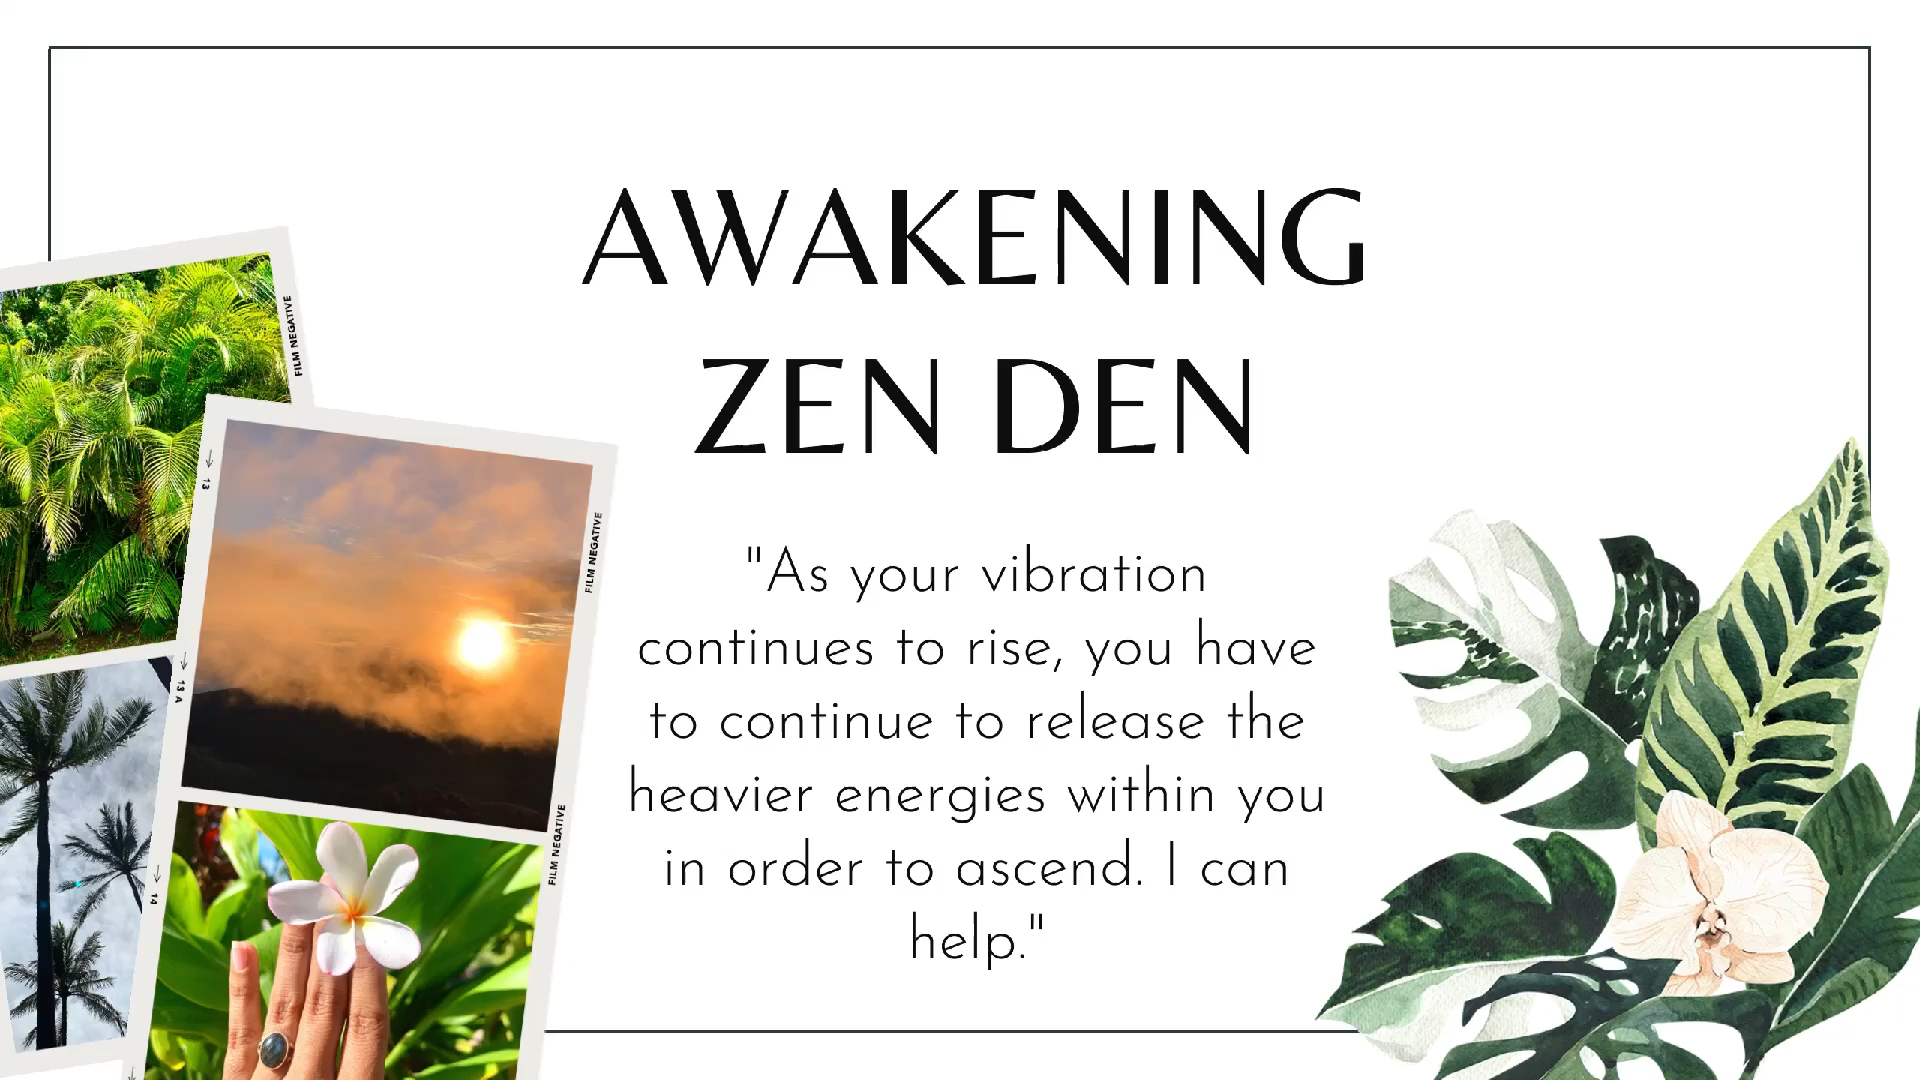 AWAKENING
ZEN DEN
"As your vibration
continues to rise, you have
to continue to release the
heavier energies within you
in order to ascend. I can
help."
FILM NEGATIVE
→ 13
FILM NEGATIVE
→ 13 A
FILM NEGATIVE
→ 14